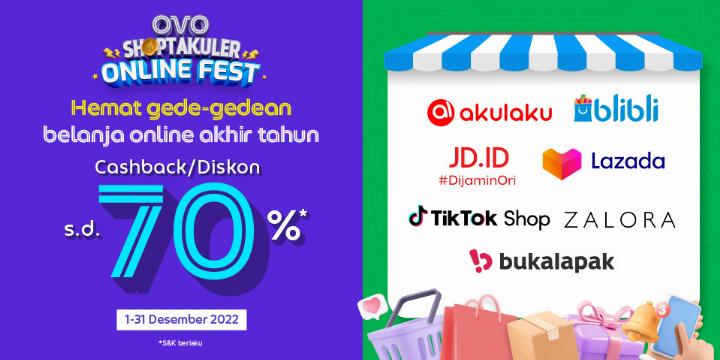 OVO
SHOPTAKULER
ONLINE FEST
Hemat gede-gedean
belanja online akhir tahun
Cashback/Diskon
s.d. 70%*
1-31 Desember 2022
*S&K berlaku
akulaku
blibli
JD.ID
#DijaminOri
Lazada
TikTok Shop
ZALORA
bukalapak
3